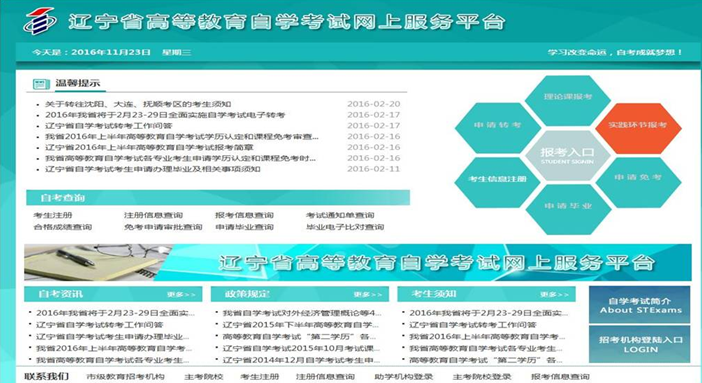 辽宁省高等教育自学考试网上服务平台
今天是：2016年11月23日 星期三
学习改变命运，自考成就梦想！
温馨提示
关于转往沈阳、大连、抚顺考区的考生须知 2016-02-20
2016年我省将于2月23-29日全面实施自学考试电子转考 2016-02-17
辽宁省自学考试转考工作问答 2016-02-17
我省2016年上半年高等教育自学考试学历认定和课程免考审查... 2016-02-16
辽宁省2016年上半年高等教育自学考试报考简章 2016-02-16
我省高等教育自学考试各专业考生申请学历认定和课程免考时... 2016-02-16
辽宁省自学考试考生申请办理毕业及相关事项须知 2016-02-11
理论课报考
申请转考
实践环节报考
报考入口
STUDENT SIGNIN
考生信息注册
申请免考
申请毕业
自考查询
考生注册 注册信息查询 报考信息查询 考试通知单查询
合格成绩查询 免考申请审批查询 申请毕业查询 毕业电子比对查询
辽宁省高等教育自学考试网上服务平台
自考资讯 更多>>
2016年我省将于2月23-29日全面实...
辽宁省自学考试转考工作问答
辽宁省自学考试考生申请办理毕业...
我省2016年上半年高等教育自学考...
我省高等教育自学考试各专业考生...
政策规定 更多>>
我省自学考试对外经济管理概论等4...
辽宁省2015年下半年高等教育自学...
高等教育自学考试“第二学历”各...
辽宁省自学考试2015年10月考试课...
辽宁省2014年12月自学考试考生申...
考生须知 更多>>
2016年我省将于2月23-29日全面实...
辽宁省自学考试转考工作问答
我省2016年上半年高等教育自学考...
我省高等教育自学考试各专业考生...
高等教育自学考试“第二学历”各...
自学考试简介
About STExams
招考机构登陆入口
LOGIN
联系我们 市级教育招考机构 主考院校 考生注册 注册信息查询 助学机构登录 主考院校登录 报考信息查询